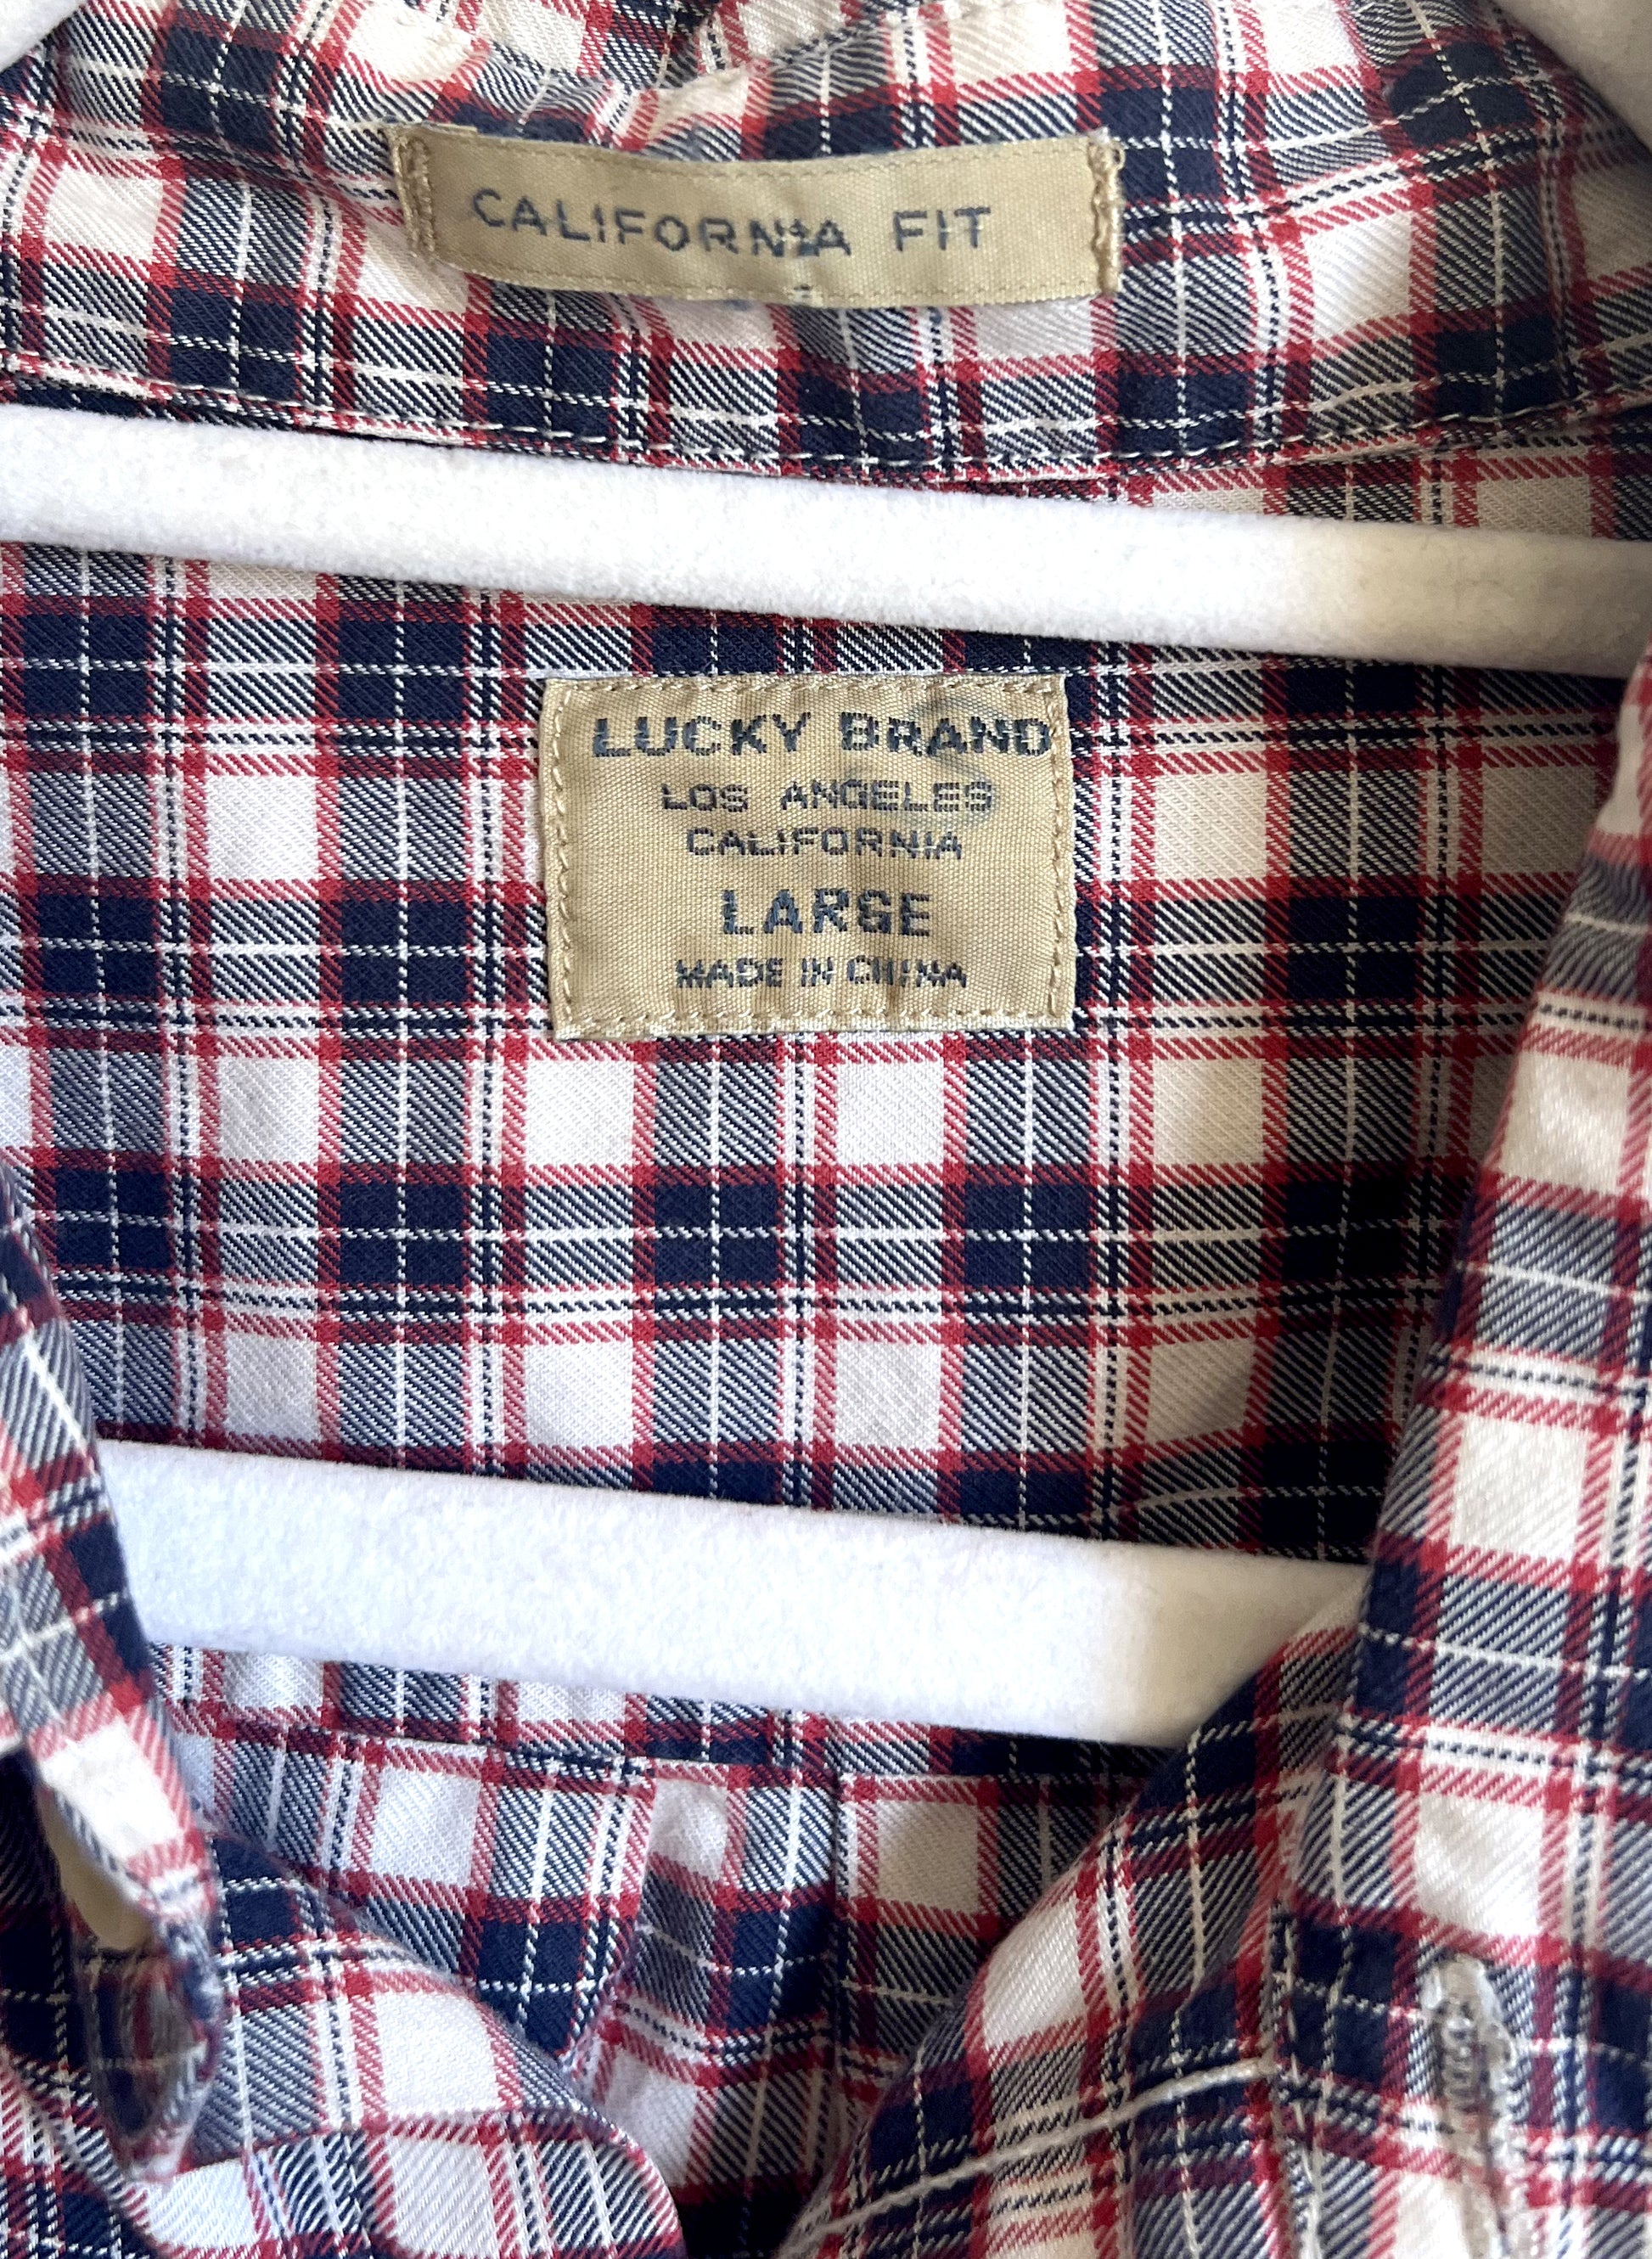 CALIFORNIA FIT
LUCKY BRAND
LOS ANGELES
CALIFORNIA
LARGE
MADE IN CHINA